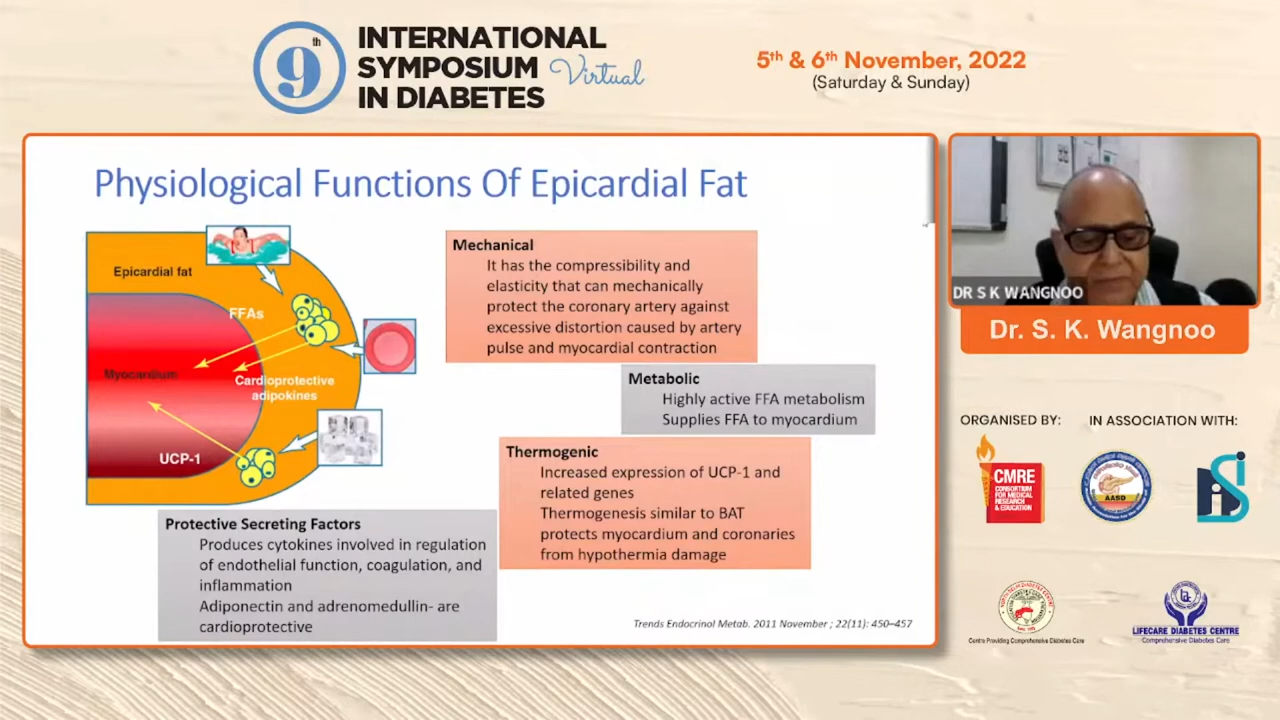 9th
INTERNATIONAL
SYMPOSIUM Virtual
IN DIABETES
5th & 6th November, 2022
(Saturday & Sunday)
Physiological Functions Of Epicardial Fat
Epicardial fat
FFAs
Myocardium
Cardioprotective
adipokines
UCP-1
Mechanical
It has the compressibility and
elasticity that can mechanically
protect the coronary artery against
excessive distortion caused by artery
pulse and myocardial contraction
Metabolic
Highly active FFA metabolism
Supplies FFA to myocardium
Thermogenic
Increased expression of UCP-1 and
related genes
Thermogenesis similar to BAT
protects myocardium and coronaries
from hypothermia damage
Protective Secreting Factors
Produces cytokines involved in regulation
of endothelial function, coagulation, and
inflammation
Adiponectin and adrenomedullin- are
cardioprotective
Trends Endocrinol Metab. 2011 November ; 22(11): 450–457
DR S K WANGNOO
Dr. S. K. Wangnoo
ORGANISED BY:
IN ASSOCIATION WITH:
CMRE
CONSORTIUM
FOR MEDICAL
RESEARCH
& EDUCATION
AASD
Centre Providing Comprehensive Diabetes Care
LIFECARE DIABETES CENTRE
Comprehensive Diabetes Care